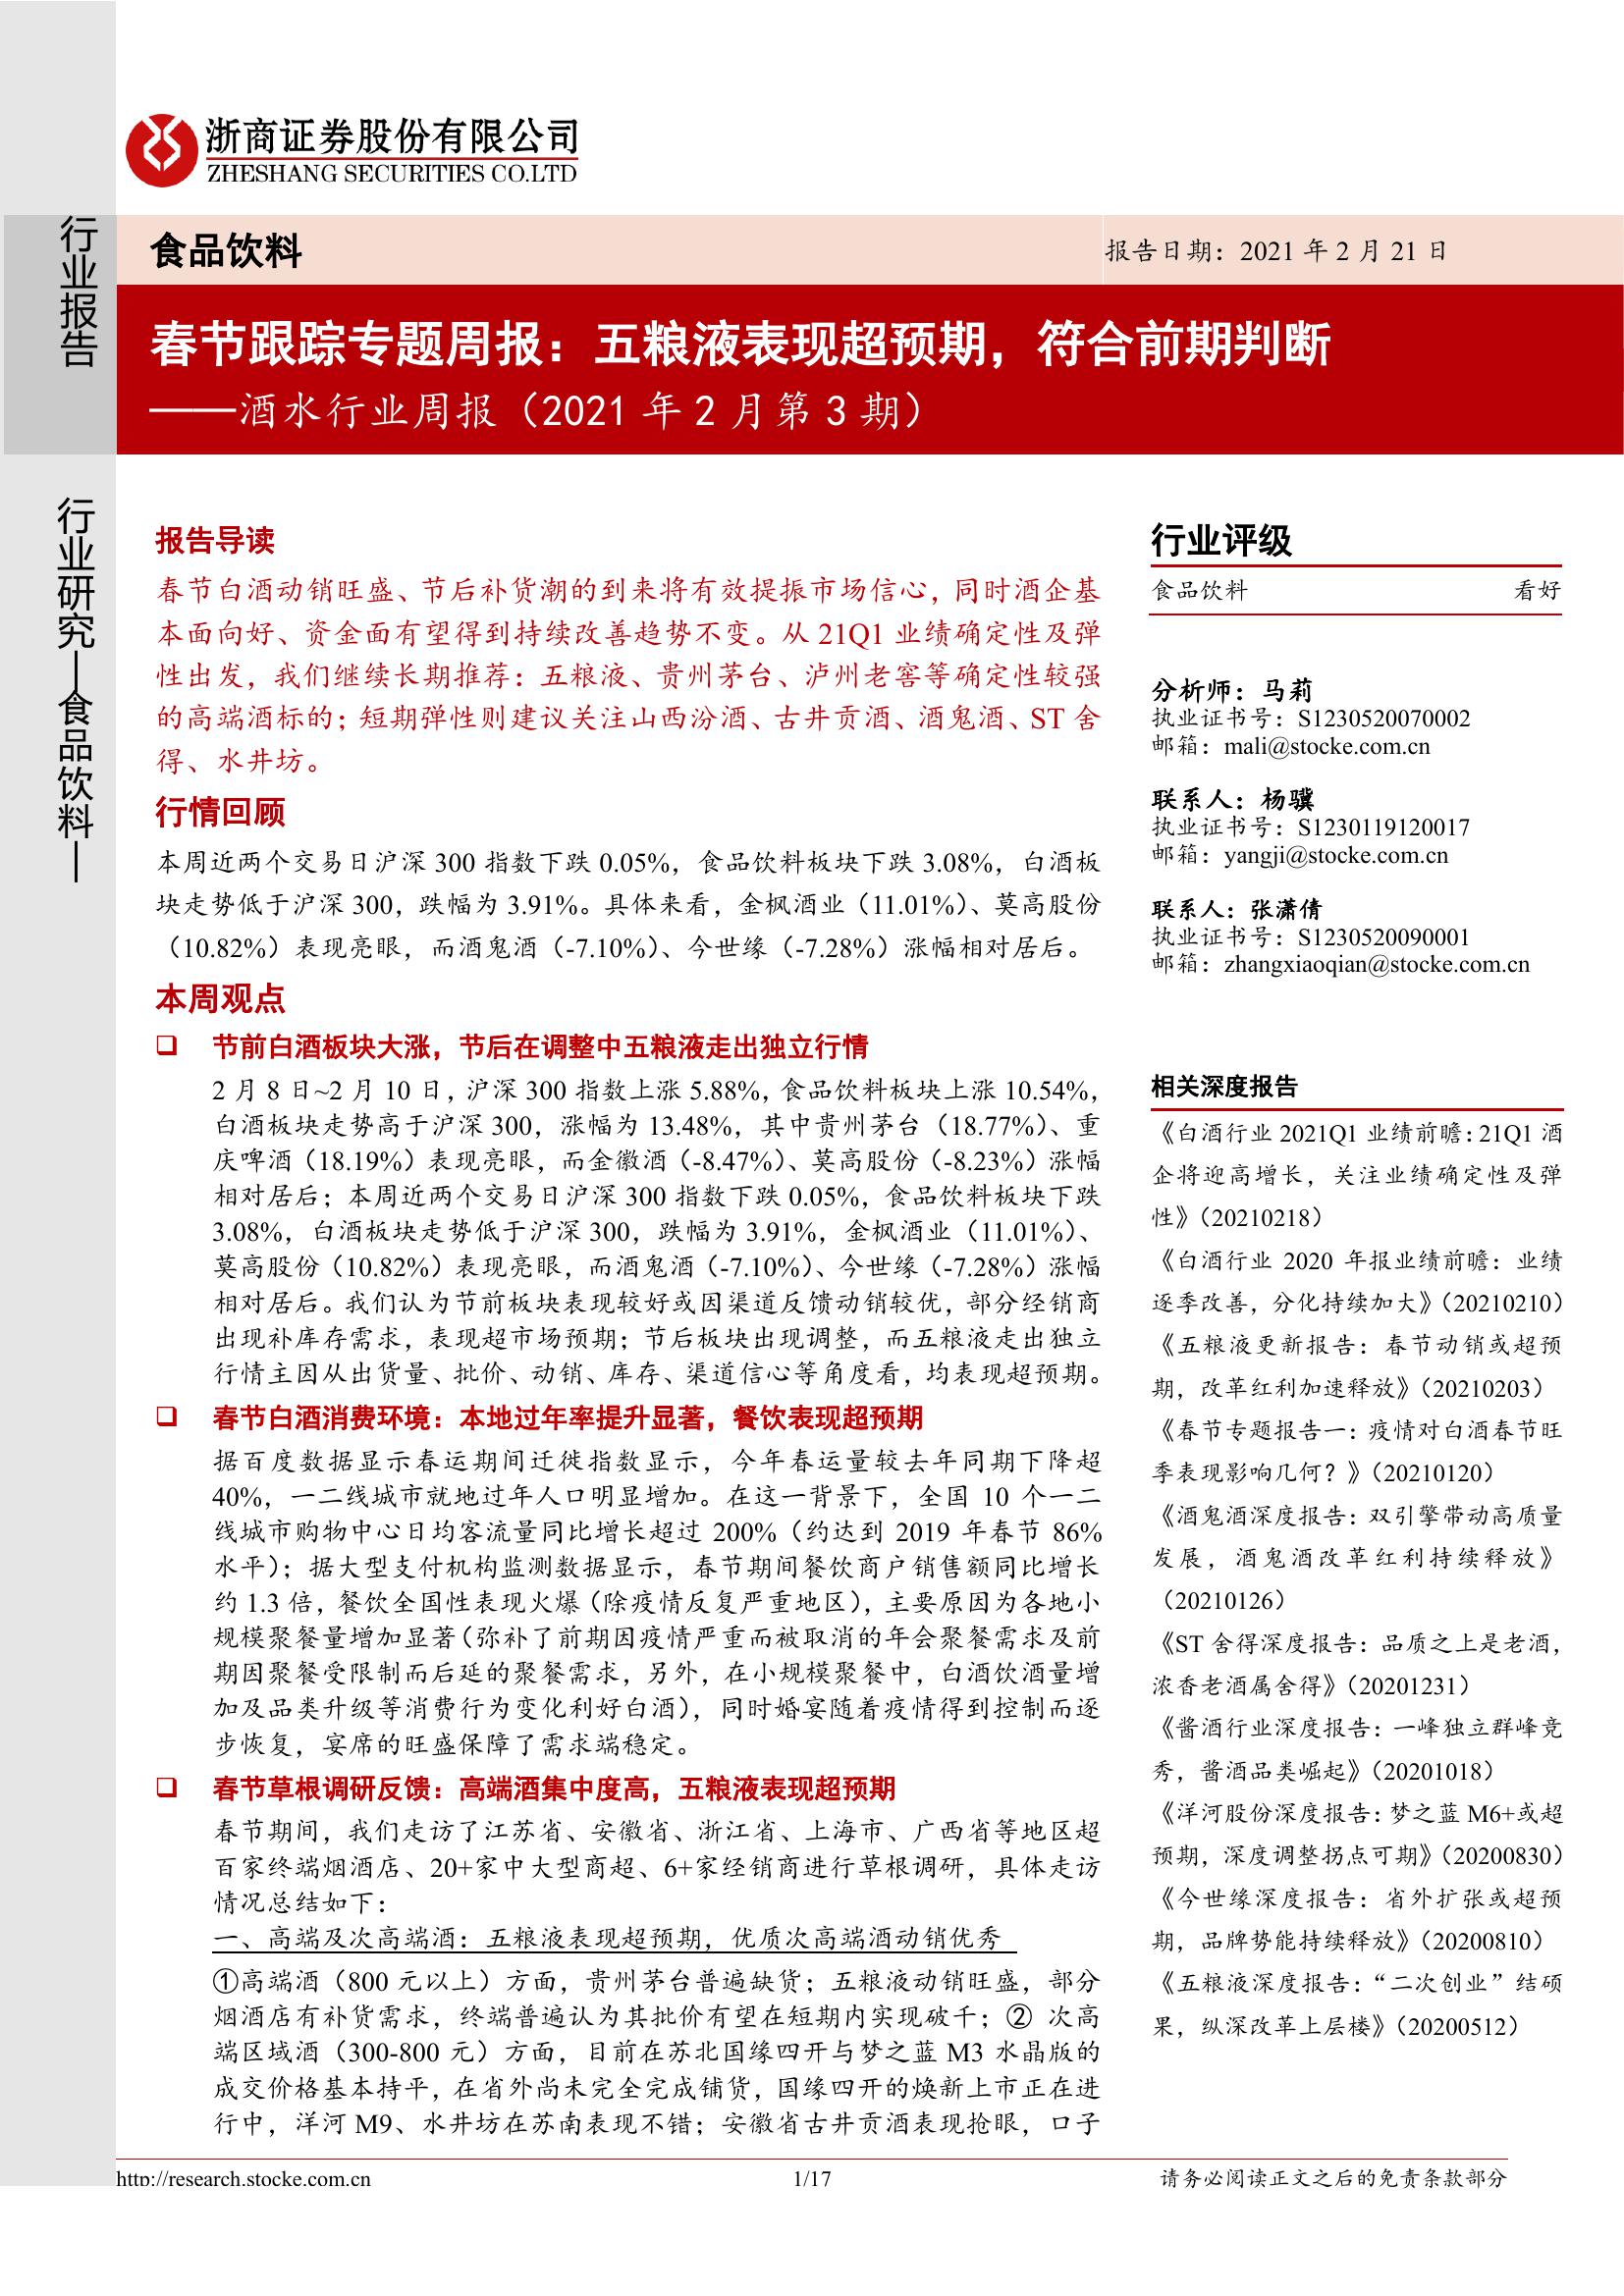 浙商证券股份有限公司
ZHESHANG SECURITIES CO.LTD
行业报告
食品饮料
报告日期：2021 年 2 月 21 日
春节跟踪专题周报：五粮液表现超预期，符合前期判断
——酒水行业周报（2021 年 2 月第 3 期）
行业研究—食品饮料—
报告导读
春节白酒动销旺盛、节后补货潮的到来将有效提振市场信心，同时酒企基
本面向好、资金面有望得到持续改善趋势不变。从 21Q1 业绩确定性及弹
性出发，我们继续长期推荐：五粮液、贵州茅台、泸州老窖等确定性较强
的高端酒标的；短期弹性则建议关注山西汾酒、古井贡酒、酒鬼酒、ST 舍
得、水井坊。
行情回顾
本周近两个交易日沪深 300 指数下跌 0.05%，食品饮料板块下跌 3.08%，白酒板
块走势低于沪深 300，跌幅为 3.91%。具体来看，金枫酒业（11.01%）、莫高股份
（10.82%）表现亮眼，而酒鬼酒（-7.10%）、今世缘（-7.28%）涨幅相对居后。
本周观点
❑ 节前白酒板块大涨，节后在调整中五粮液走出独立行情
2 月 8 日~2 月 10 日，沪深 300 指数上涨 5.88%，食品饮料板块上涨 10.54%，
白酒板块走势高于沪深 300，涨幅为 13.48%，其中贵州茅台（18.77%）、重
庆啤酒（18.19%）表现亮眼，而金徽酒（-8.47%）、莫高股份（-8.23%）涨幅
相对居后；本周近两个交易日沪深 300 指数下跌 0.05%，食品饮料板块下跌
3.08%，白酒板块走势低于沪深 300，跌幅为 3.91%，金枫酒业（11.01%）、
莫高股份（10.82%）表现亮眼，而酒鬼酒（-7.10%）、今世缘（-7.28%）涨幅
相对居后。我们认为节前板块表现较好或因渠道反馈动销较优，部分经销商
出现补库存需求，表现超市场预期；节后板块出现调整，而五粮液走出独立
行情主因从出货量、批价、动销、库存、渠道信心等角度看，均表现超预期。
❑ 春节白酒消费环境：本地过年率提升显著，餐饮表现超预期
据百度数据显示春运期间迁徙指数显示，今年春运量较去年同期下降超
40%，一二线城市就地过年人口明显增加。在这一背景下，全国 10 个一二
线城市购物中心日均客流量同比增长超过 200%（约达到 2019 年春节 86%
水平）；据大型支付机构监测数据显示，春节期间餐饮商户销售额同比增长
约 1.3 倍，餐饮全国性表现火爆（除疫情反复严重地区），主要原因为各地小
规模聚餐量增加显著（弥补了前期因疫情严重而被取消的年会聚餐需求及前
期因聚餐受限制而后延的聚餐需求，另外，在小规模聚餐中，白酒饮酒量增
加及品类升级等消费行为变化利好白酒），同时婚宴随着疫情得到控制而逐
步恢复，宴席的旺盛保障了需求端稳定。
❑ 春节草根调研反馈：高端酒集中度高，五粮液表现超预期
春节期间，我们走访了江苏省、安徽省、浙江省、上海市、广西省等地区超
百家终端烟酒店、20+家中大型商超、6+家经销商进行草根调研，具体走访
情况总结如下：
一、高端及次高端酒：五粮液表现超预期，优质次高端酒动销优秀
①高端酒（800 元以上）方面，贵州茅台普遍缺货；五粮液动销旺盛，部分
烟酒店有补货需求，终端普遍认为其批价有望在短期内实现破千；② 次高
端区域酒（300-800 元）方面，目前在苏北国缘四开与梦之蓝 M3 水晶版的
成交价格基本持平，在省外尚未完全完成铺货，国缘四开的焕新上市正在进
行中，洋河 M9、水井坊在苏南表现不错；安徽省古井贡酒表现抢眼，口子
行业评级
食品饮料 看好
分析师：马莉
执业证书号：S1230520070002
邮箱：mali@stocke.com.cn
联系人：杨骥
执业证书号：S1230119120017
邮箱：yangji@stocke.com.cn
联系人：张潇倩
执业证书号：S1230520090001
邮箱：zhangxiaoqian@stocke.com.cn
相关深度报告
《白酒行业 2021Q1 业绩前瞻：21Q1 酒
企将迎高增长，关注业绩确定性及弹
性》（20210218）
《白酒行业 2020 年报业绩前瞻：业绩
逐季改善，分化持续加大》（20210210）
《五粮液更新报告：春节动销或超预
期，改革红利加速释放》（20210203）
《春节专题报告一：疫情对白酒春节旺
季表现影响几何？》（20210120）
《酒鬼酒深度报告：双引擎带动高质量
发展，酒鬼酒改革红利持续释放》
（20210126）
《ST 舍得深度报告：品质之上是老酒，
浓香老酒属舍得》（20201231）
《酱酒行业深度报告：一峰独立群峰竞
秀，酱酒品类崛起》（20201018）
《洋河股份深度报告：梦之蓝 M6+或超
预期，深度调整拐点可期》（20200830）
《今世缘深度报告：省外扩张或超预
期，品牌势能持续释放》（20200810）
《五粮液深度报告：“二次创业”结硕
果，纵深改革上层楼》（20200512）
http://research.stocke.com.cn 1/17 请务必阅读正文之后的免责条款部分